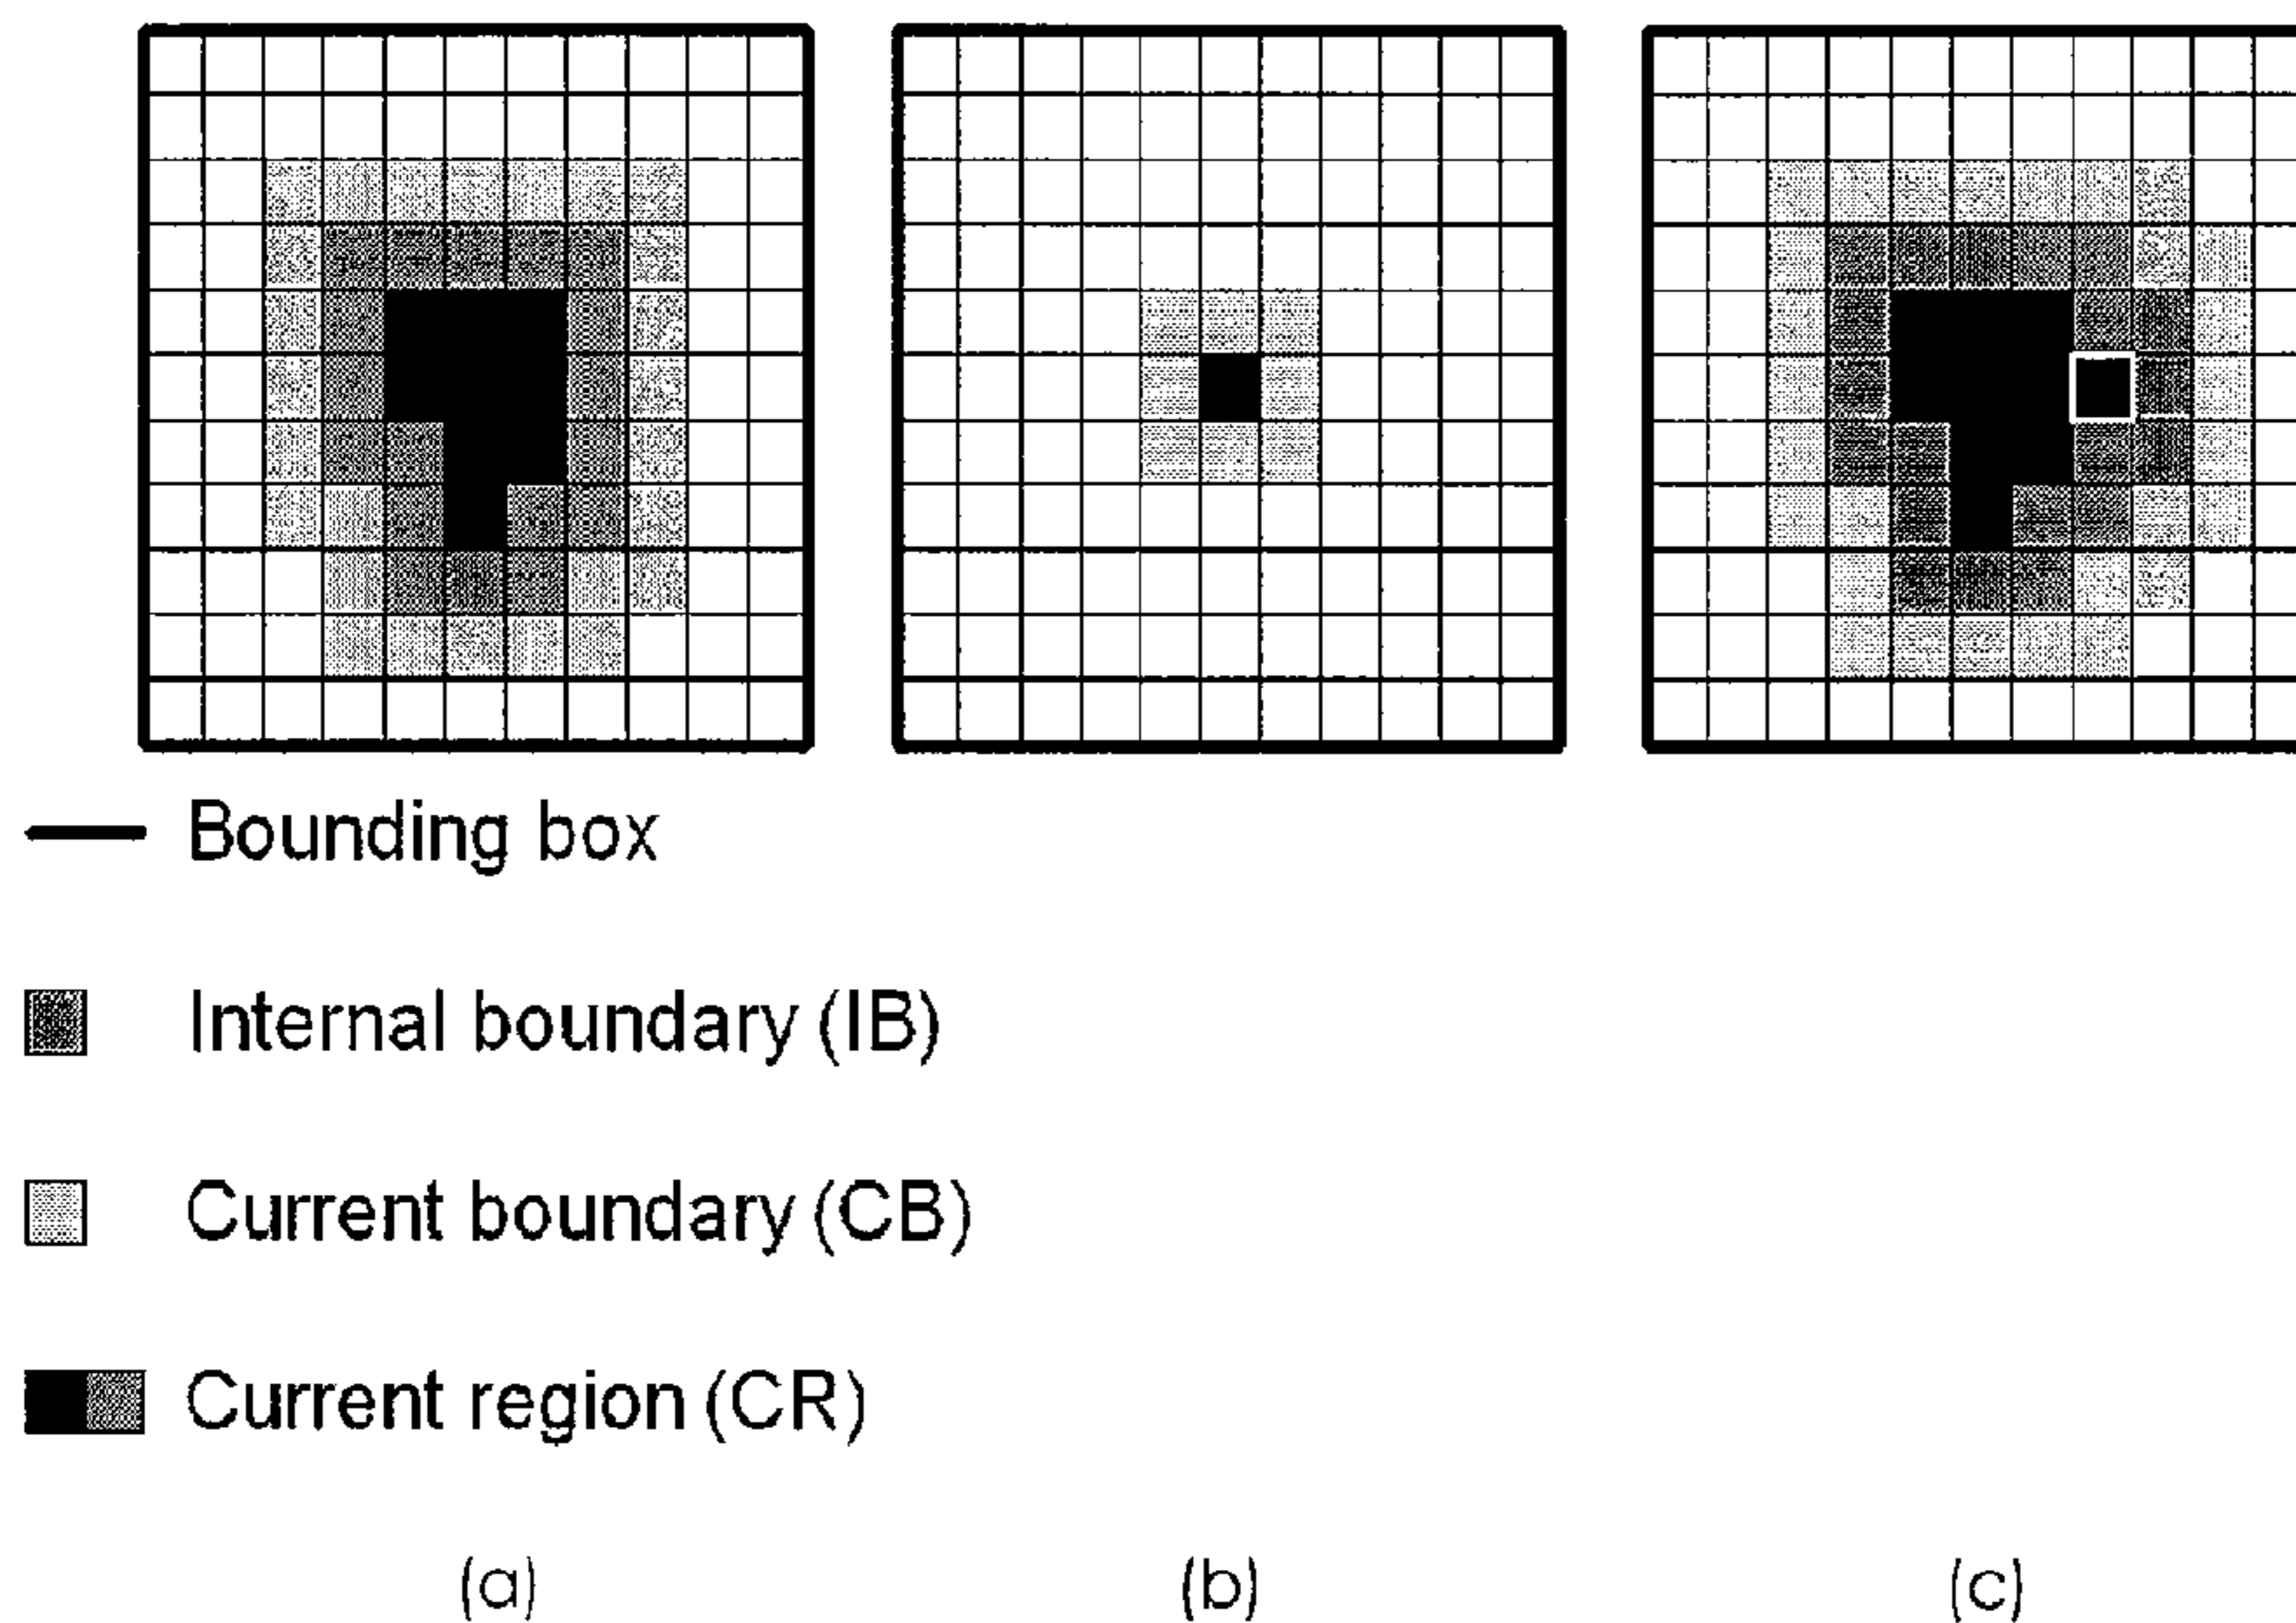 Bounding box
Internal boundary (IB)
Current boundary (CB)
Current region (CR)
(a) (b) (c)